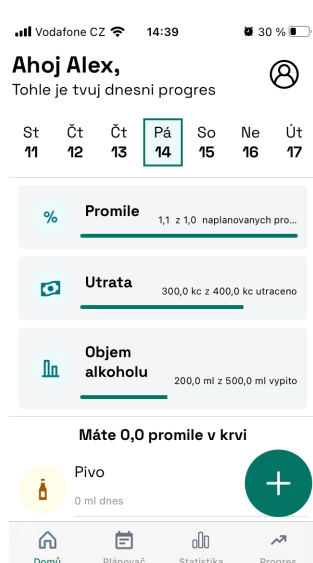 Vodafone CZ 14:39 30 %
Ahoj Alex,
Tohle je tvuj dnesni progres
St Čt Čt Pá So Ne Út
11 12 13 14 15 16 17
% Promile
1,1 z 1,0 naplanovanych pro...
Utrata
300,0 kc z 400,0 kc utraceno
Objem
alkoholu
200,0 ml z 500,0 ml vypito
Máte 0,0 promile v krvi
Pivo
0 ml dnes
Domů Plánovač Statistika Progres